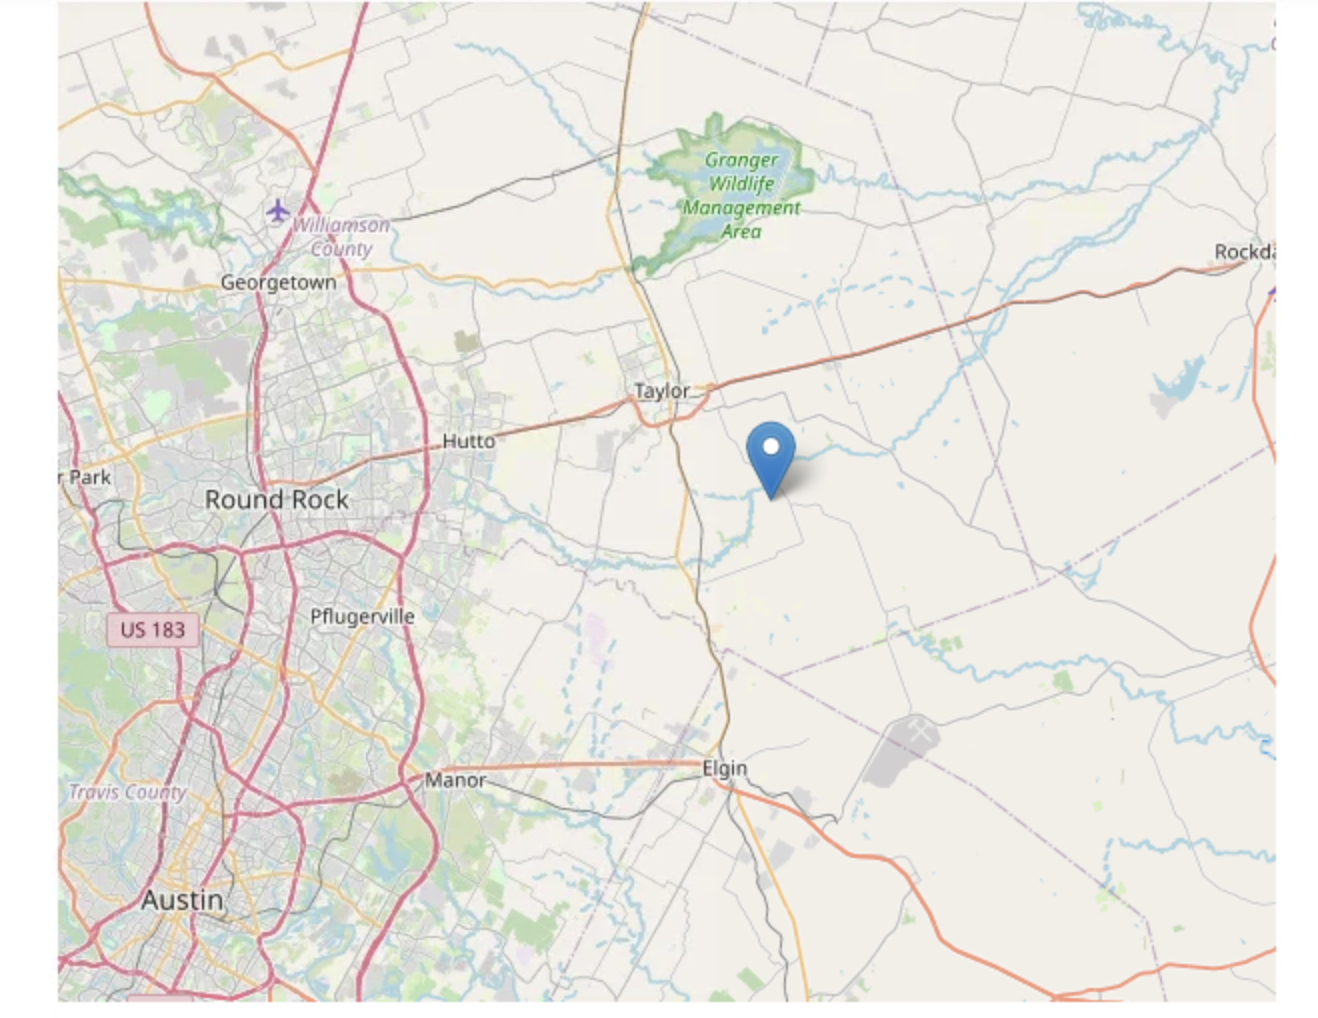 Granger
Wildlife
Management
Area
Williamson
County
Georgetown
Rockda
Taylor
Hutto
r Park
Round Rock
Pflugerville
US 183
Elgin
Manor
Travis County
Austin